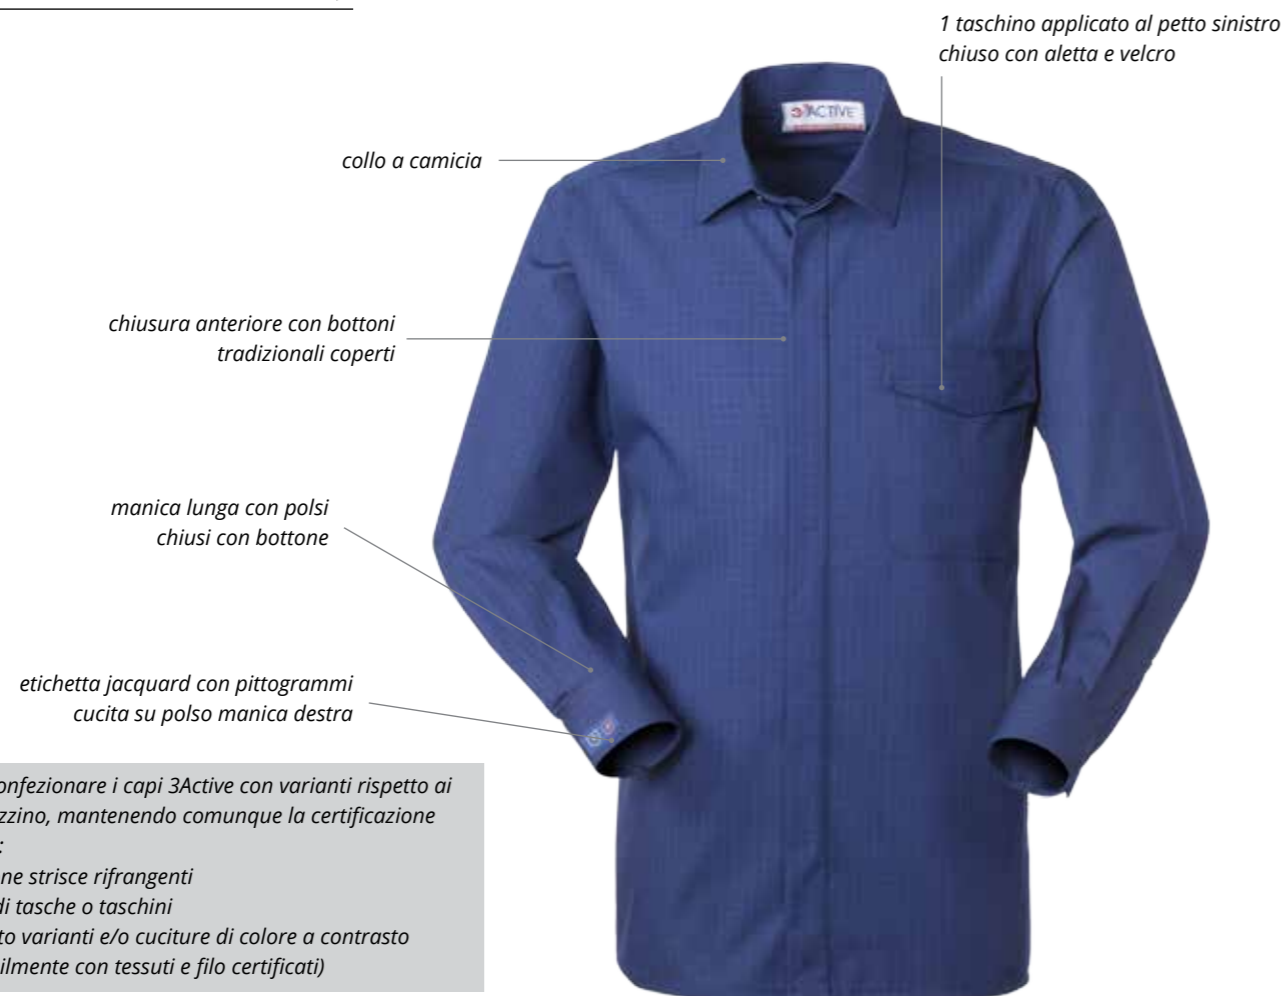 1 taschino applicato al petto sinistro
chiuso con aletta e velcro
3ACTIVE
collo a camicia
chiusura anteriore con bottoni
tradizionali coperti
manica lunga con polsi
chiusi con bottone
etichetta jacquard con pittogrammi
cucita su polso manica destra
onfezionare i capi 3Active con varianti rispetto ai
zzino, mantenendo comunque la certificazione
:
ne strisce rifrangenti
di tasche o taschini
to varianti e/o cuciture di colore a contrasto
ilmente con tessuti e filo certificati)